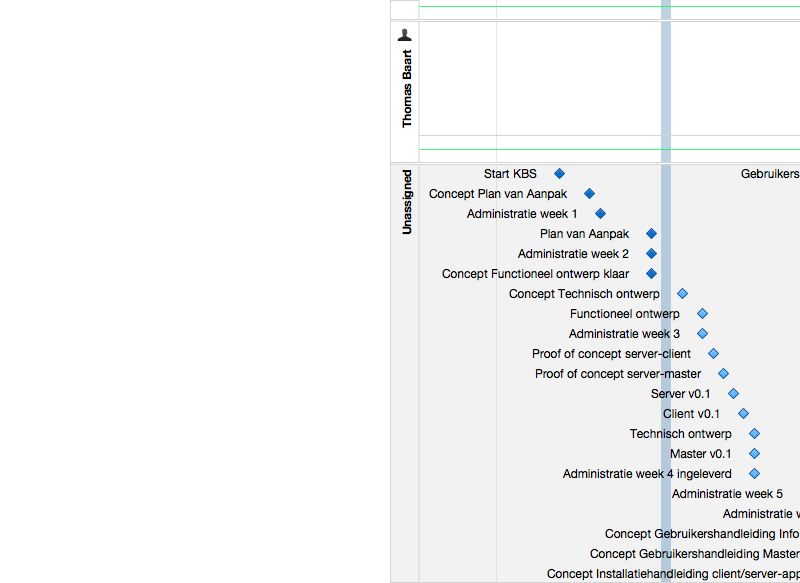 Thomas Baart
Unassigned
Start KBS
Gebruikers
Concept Plan van Aanpak
Administratie week 1
Plan van Aanpak
Administratie week 2
Concept Functioneel ontwerp klaar
Concept Technisch ontwerp
Functioneel ontwerp
Administratie week 3
Proof of concept server-client
Proof of concept server-master
Server v0.1
Client v0.1
Technisch ontwerp
Master v0.1
Administratie week 4 ingeleverd
Administratie week 5
Administratie w
Concept Gebruikershandleiding Info
Concept Gebruikershandleiding Master
Concept Installatiehandleiding client/server-app